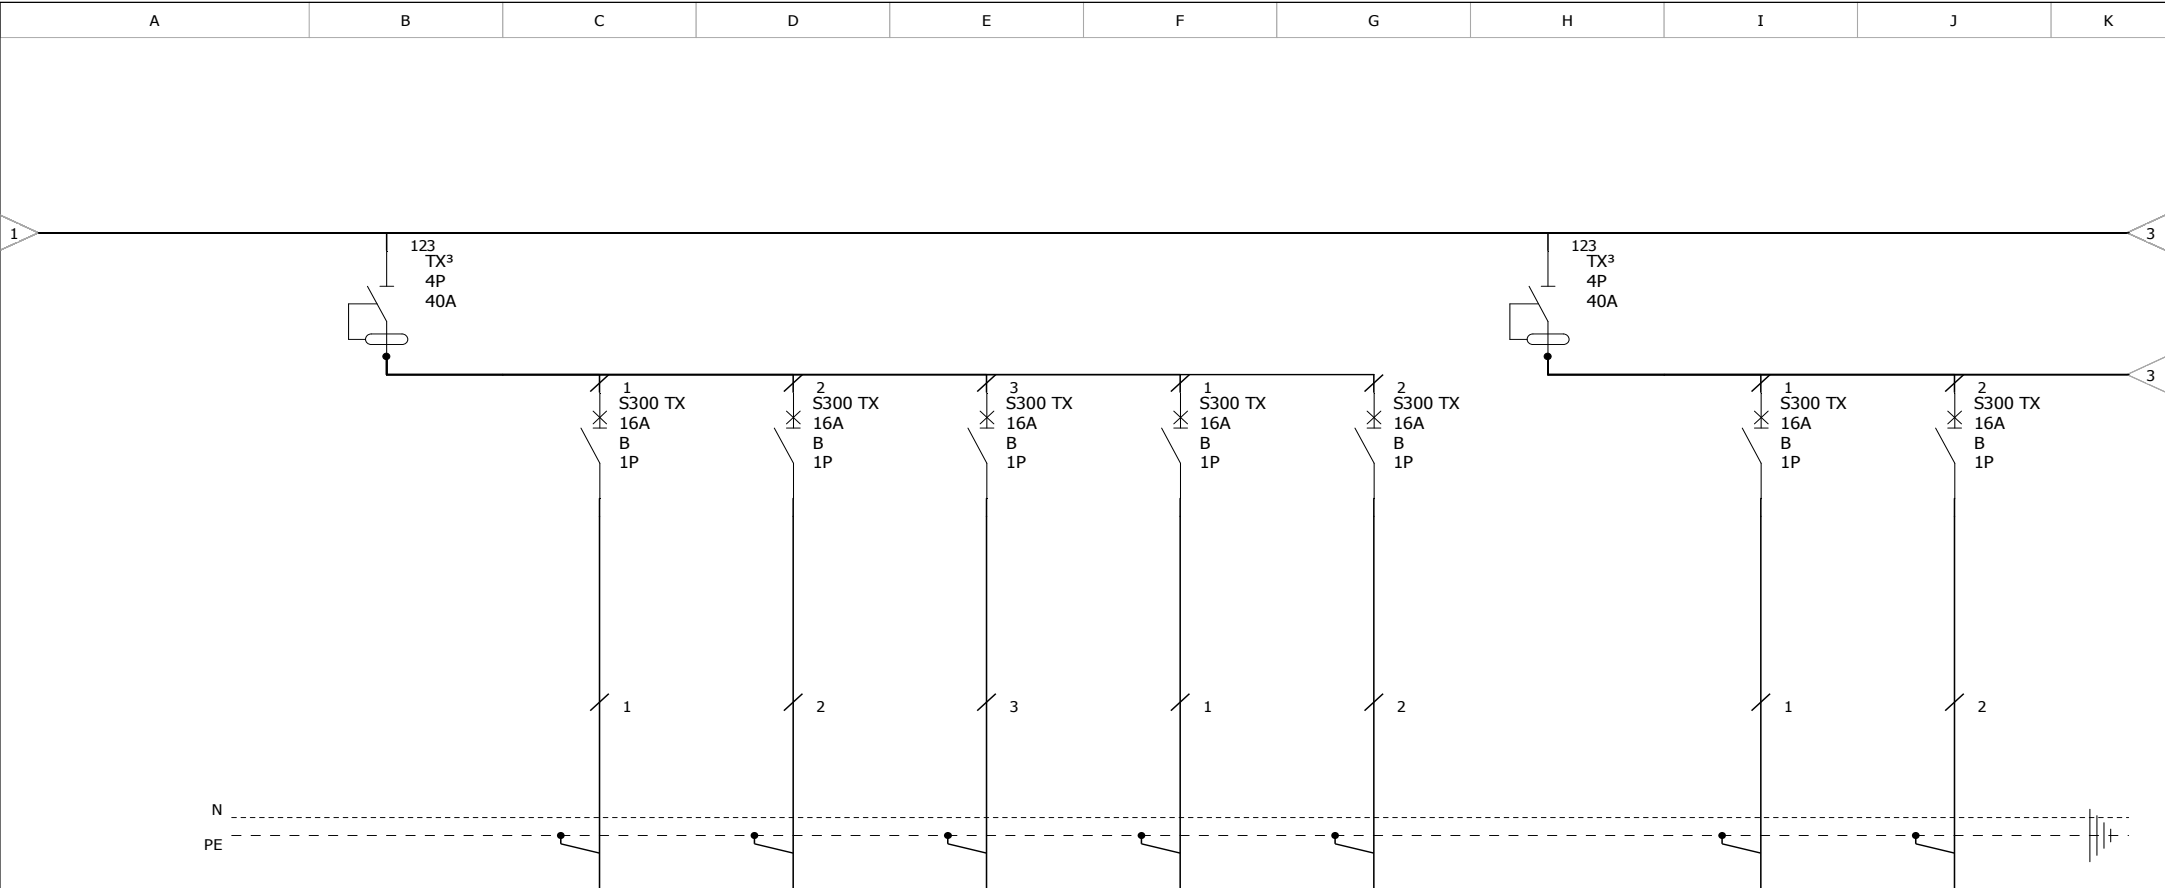 A B C D E F G H I J K
1 3
123
TX³
4P
40A
123
TX³
4P
40A
3
1
S300 TX
16A
B
1P
2
S300 TX
16A
B
1P
3
S300 TX
16A
B
1P
1
S300 TX
16A
B
1P
2
S300 TX
16A
B
1P
1
S300 TX
16A
B
1P
2
S300 TX
16A
B
1P
1 2 3 1 2 1 2
N
PE